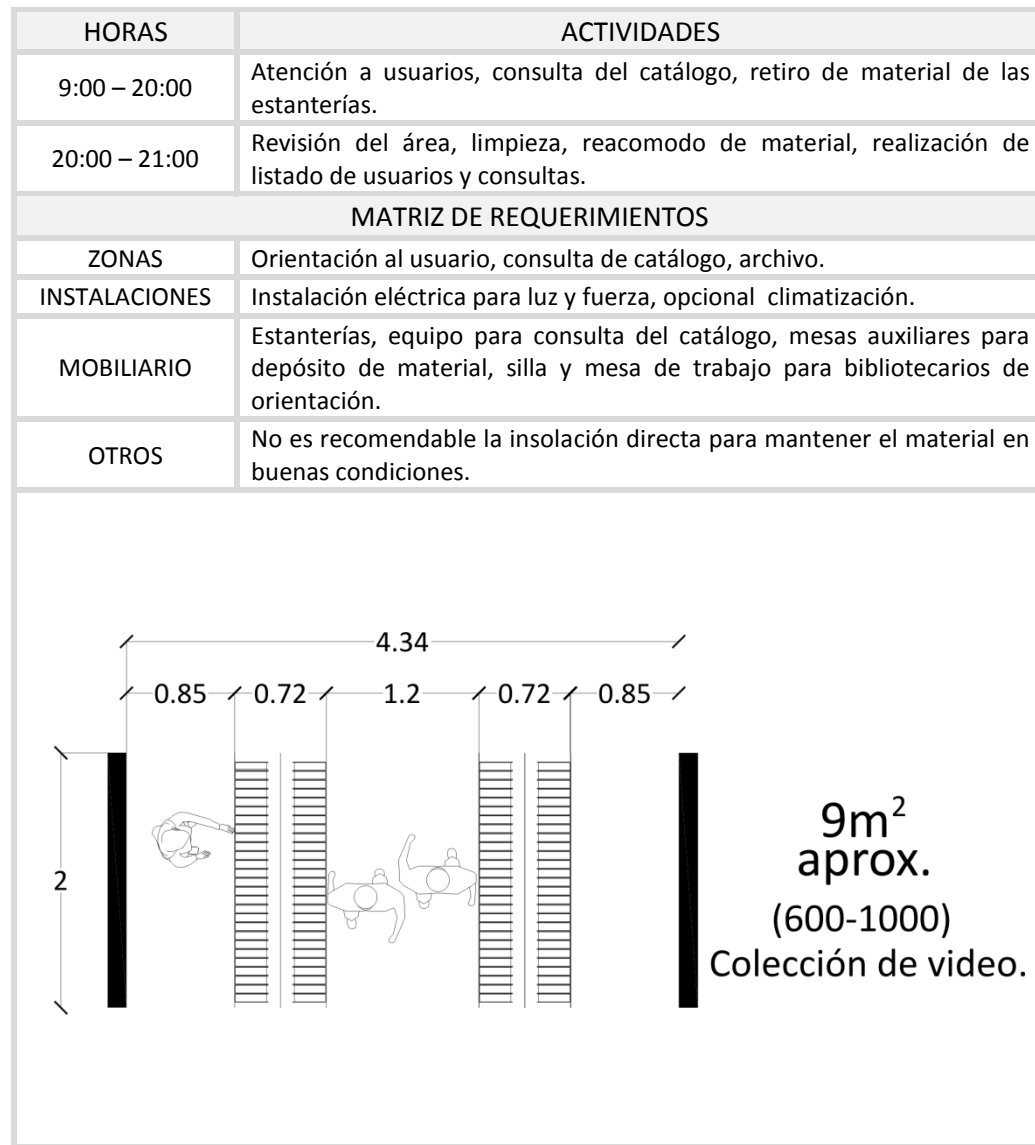 HORAS ACTIVIDADES
9:00 – 20:00 Atención a usuarios, consulta del catálogo, retiro de material de las
estanterías.
20:00 – 21:00 Revisión del área, limpieza, reacomodo de material, realización de
listado de usuarios y consultas.
MATRIZ DE REQUERIMIENTOS
ZONAS Orientación al usuario, consulta de catálogo, archivo.
INSTALACIONES Instalación eléctrica para luz y fuerza, opcional climatización.
MOBILIARIO Estanterías, equipo para consulta del catálogo, mesas auxiliares para
depósito de material, silla y mesa de trabajo para bibliotecarios de
orientación.
OTROS No es recomendable la insolación directa para mantener el material en
buenas condiciones.
4.34
0.85 0.72 1.2 0.72 0.85
2
9m²
aprox.
(600-1000)
Colección de video.